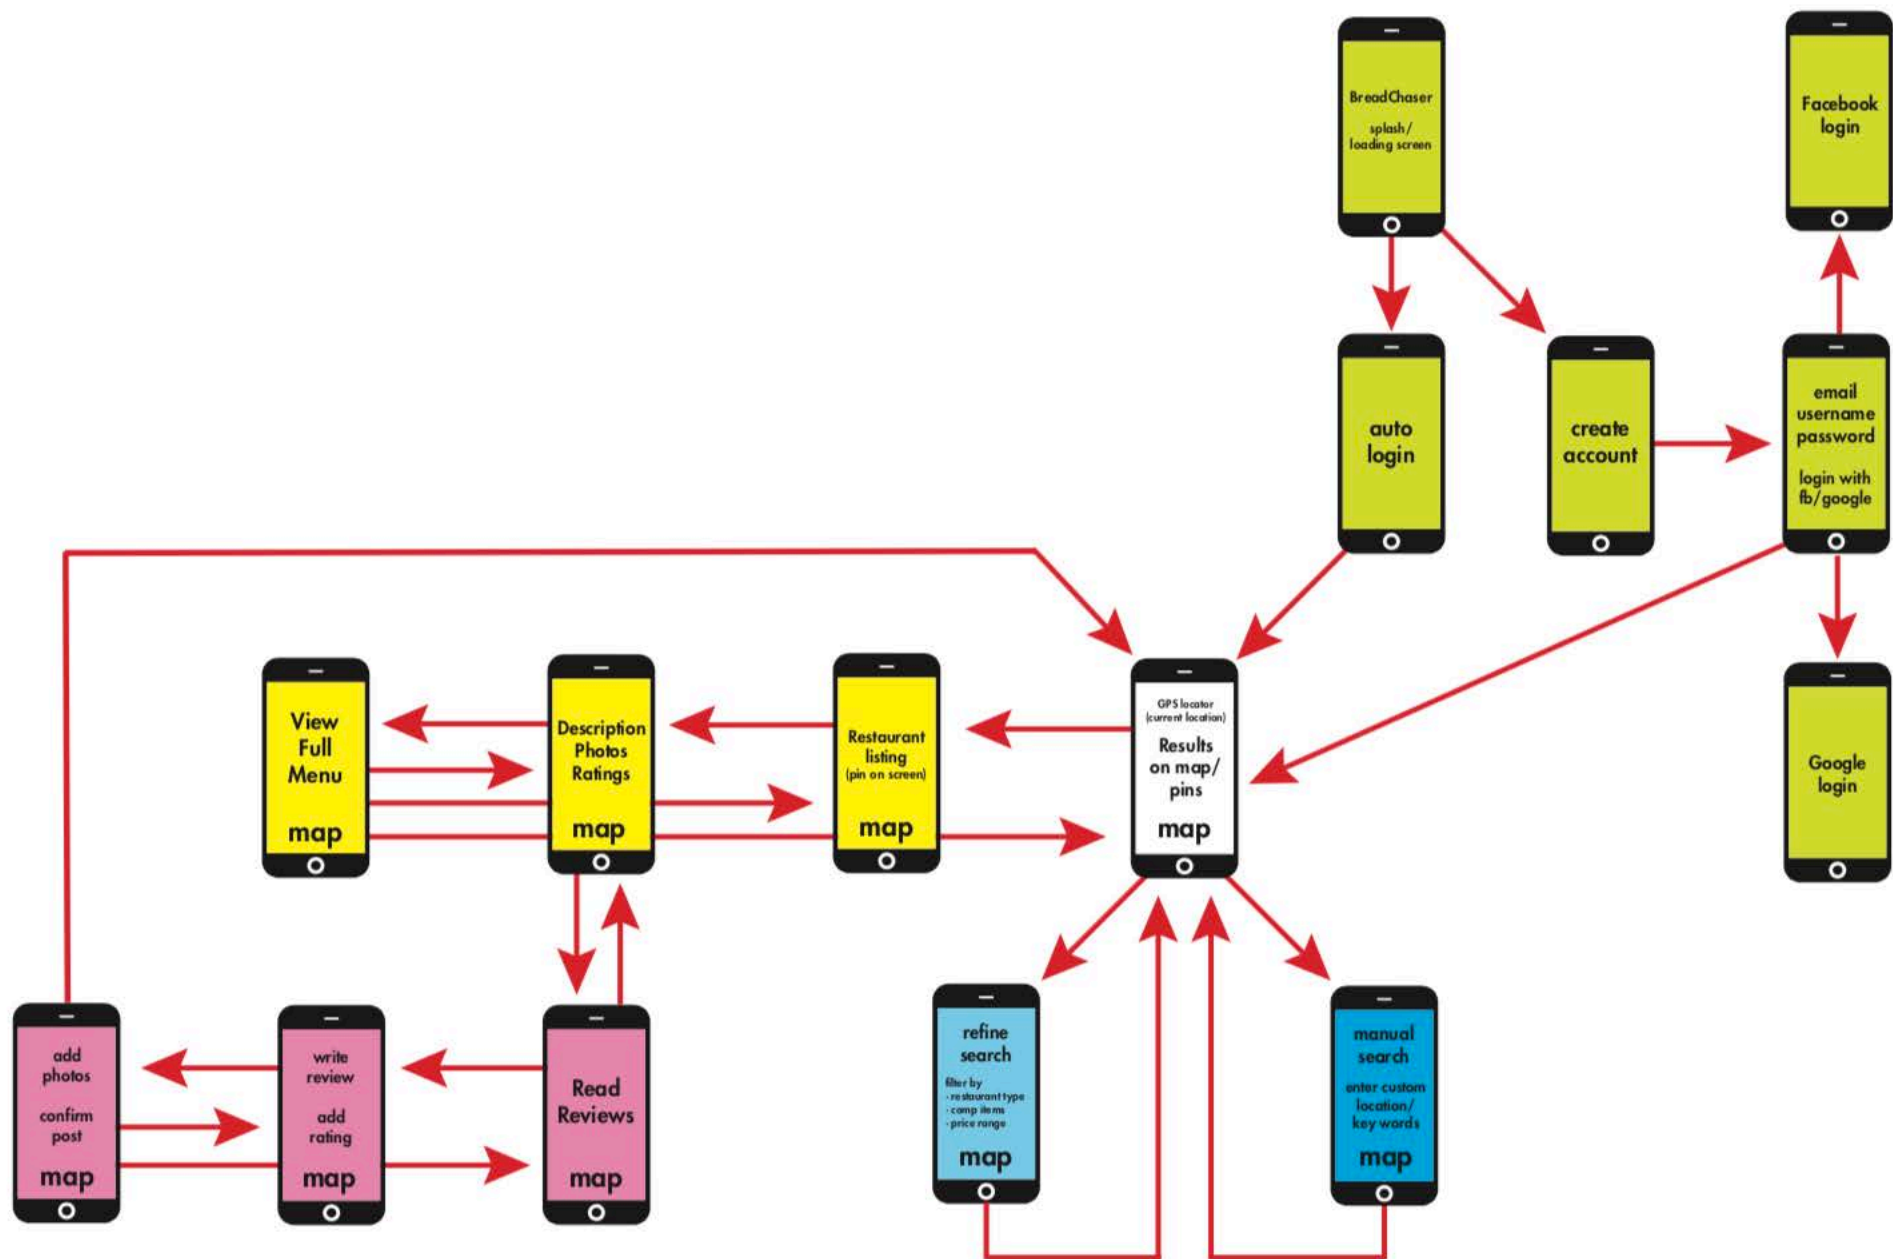 BreadChaser
splash/
loading screen
Facebook
login
auto
login
create
account
email
username
password
login with
fb/google
View
Full
Menu
map
Description
Photos
Ratings
map
Restaurant
listing
(pin on screen)
map
GPS locator
(current location)
Results
on map/
pins
map
Google
login
add
photos
confirm
post
map
write
review
add
rating
map
Read
Reviews
map
refine
search
filter by
- restaurant type
- comp items
- price range
map
manual
search
enter custom
location/
key words
map